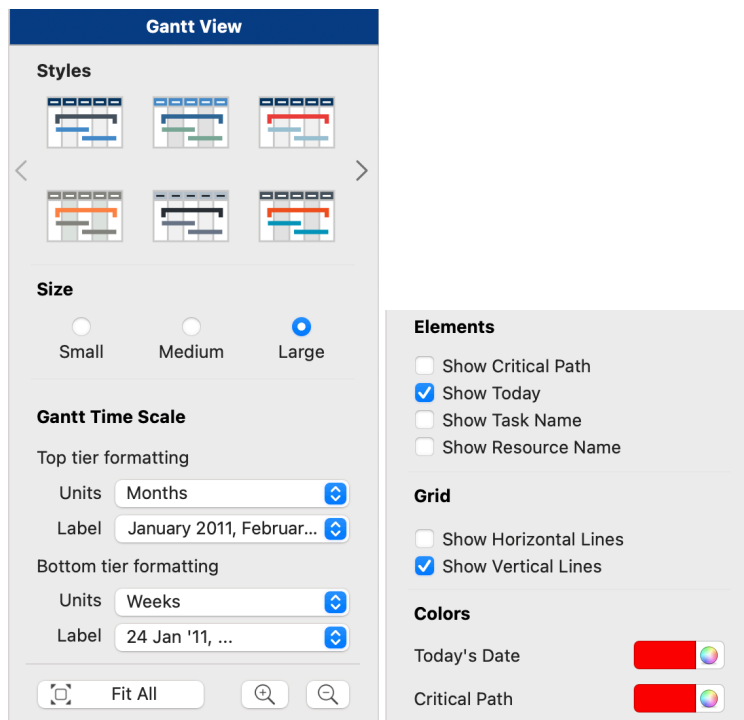 Gantt View
Styles
Size
Small Medium Large
Gantt Time Scale
Top tier formatting
Units Months
Label January 2011, Februar...
Bottom tier formatting
Units Weeks
Label 24 Jan '11, ...
Fit All
Elements
Show Critical Path
Show Today
Show Task Name
Show Resource Name
Grid
Show Horizontal Lines
Show Vertical Lines
Colors
Today's Date
Critical Path